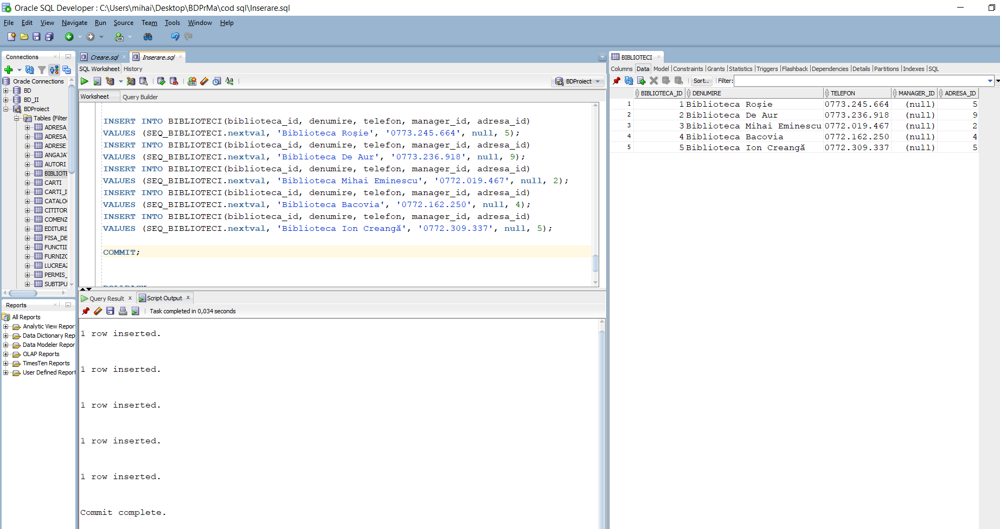 Oracle SQL Developer : C:\Users\mihai\Desktop\BDPrMa\cod sql\Inserare.sql
File Edit View Navigate Run Source Team Tools Window Help
Connections
Oracle Connections
BD
BD_II
BDProiect
Tables (Filter
ADRESA_
ADRESA_
ADRESE
ANGAJAT
AUTORI
BIBLIOTE
CARTI
CARTI_I
CATALO
CITITOR
COMENZ
EDITURI
FISA_DE
FUNCTII
FURNIZO
LUCREAZ
PERMIS_
SUBTIPU
Reports
All Reports
Analytic View Report
Data Dictionary Rep
Data Modeler Repor
OLAP Reports
TimesTen Reports
User Defined Report
Creare.sql Inserare.sql
SQL Worksheet History
BDProiect
Worksheet Query Builder
INSERT INTO BIBLIOTECI(biblioteca_id, denumire, telefon, manager_id, adresa_id)
VALUES (SEQ_BIBLIOTECI.nextval, 'Biblioteca Roșie', '0773.245.664', null, 5);
INSERT INTO BIBLIOTECI(biblioteca_id, denumire, telefon, manager_id, adresa_id)
VALUES (SEQ_BIBLIOTECI.nextval, 'Biblioteca De Aur', '0773.236.918', null, 9);
INSERT INTO BIBLIOTECI(biblioteca_id, denumire, telefon, manager_id, adresa_id)
VALUES (SEQ_BIBLIOTECI.nextval, 'Biblioteca Mihai Eminescu', '0772.019.467', null, 2);
INSERT INTO BIBLIOTECI(biblioteca_id, denumire, telefon, manager_id, adresa_id)
VALUES (SEQ_BIBLIOTECI.nextval, 'Biblioteca Bacovia', '0772.162.250', null, 4);
INSERT INTO BIBLIOTECI(biblioteca_id, denumire, telefon, manager_id, adresa_id)
VALUES (SEQ_BIBLIOTECI.nextval, 'Biblioteca Ion Creangă', '0772.309.337', null, 5);
COMMIT;
Query Result Script Output
Task completed in 0,034 seconds
1 row inserted.
1 row inserted.
1 row inserted.
1 row inserted.
1 row inserted.
Commit complete.
BIBLIOTECI
Columns Data Model Constraints Grants Statistics Triggers Flashback Dependencies Details Partitions Indexes SQL
Sort.. Filter:
BIBLIOTECA_ID DENUMIRE TELEFON MANAGER_ID ADRESA_ID
1 1 Biblioteca Roșie 0773.245.664 (null) 5
2 2 Biblioteca De Aur 0773.236.918 (null) 9
3 3 Biblioteca Mihai Eminescu 0772.019.467 (null) 2
4 4 Biblioteca Bacovia 0772.162.250 (null) 4
5 5 Biblioteca Ion Creangă 0772.309.337 (null) 5